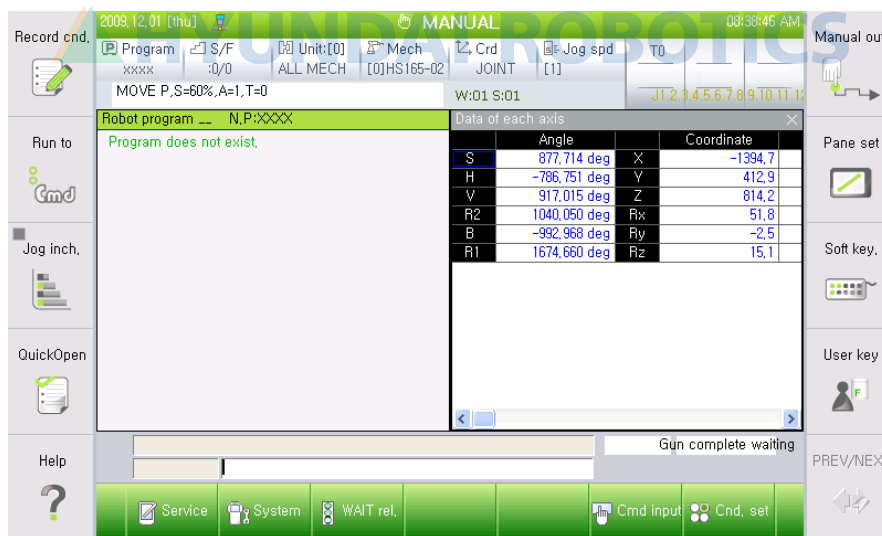 HYUNDAI ROBOTICS
2009,12,01 [thu] MANUAL 08:38:46 AM
Record cnd, Manual out
Program S/F Unit:[0] Mech Crd Jog spd T0
xxxx :0/0 ALL MECH [0]HS165-02 JOINT [1]
MOVE P,S=60%,A=1,T=0 W:01 S:01 J1.2.3.4.5.6.7.8.9.10.11.12
Robot program __ N,P:XXXX Data of each axis
Program does not exist,
Angle Coordinate
S 877,714 deg X -1394,7
H -786,751 deg Y 412,9
V 917,015 deg Z 814,2
R2 1040,050 deg Rx 51,8
B -992,968 deg Ry -2,5
R1 1674,660 deg Rz 15,1
Run to Pane set
Cmd
Jog inch, Soft key,
QuickOpen User key
F
Gun complete waiting
Help PREV/NEX
Service System WAIT rel, Cmd input Cnd, set